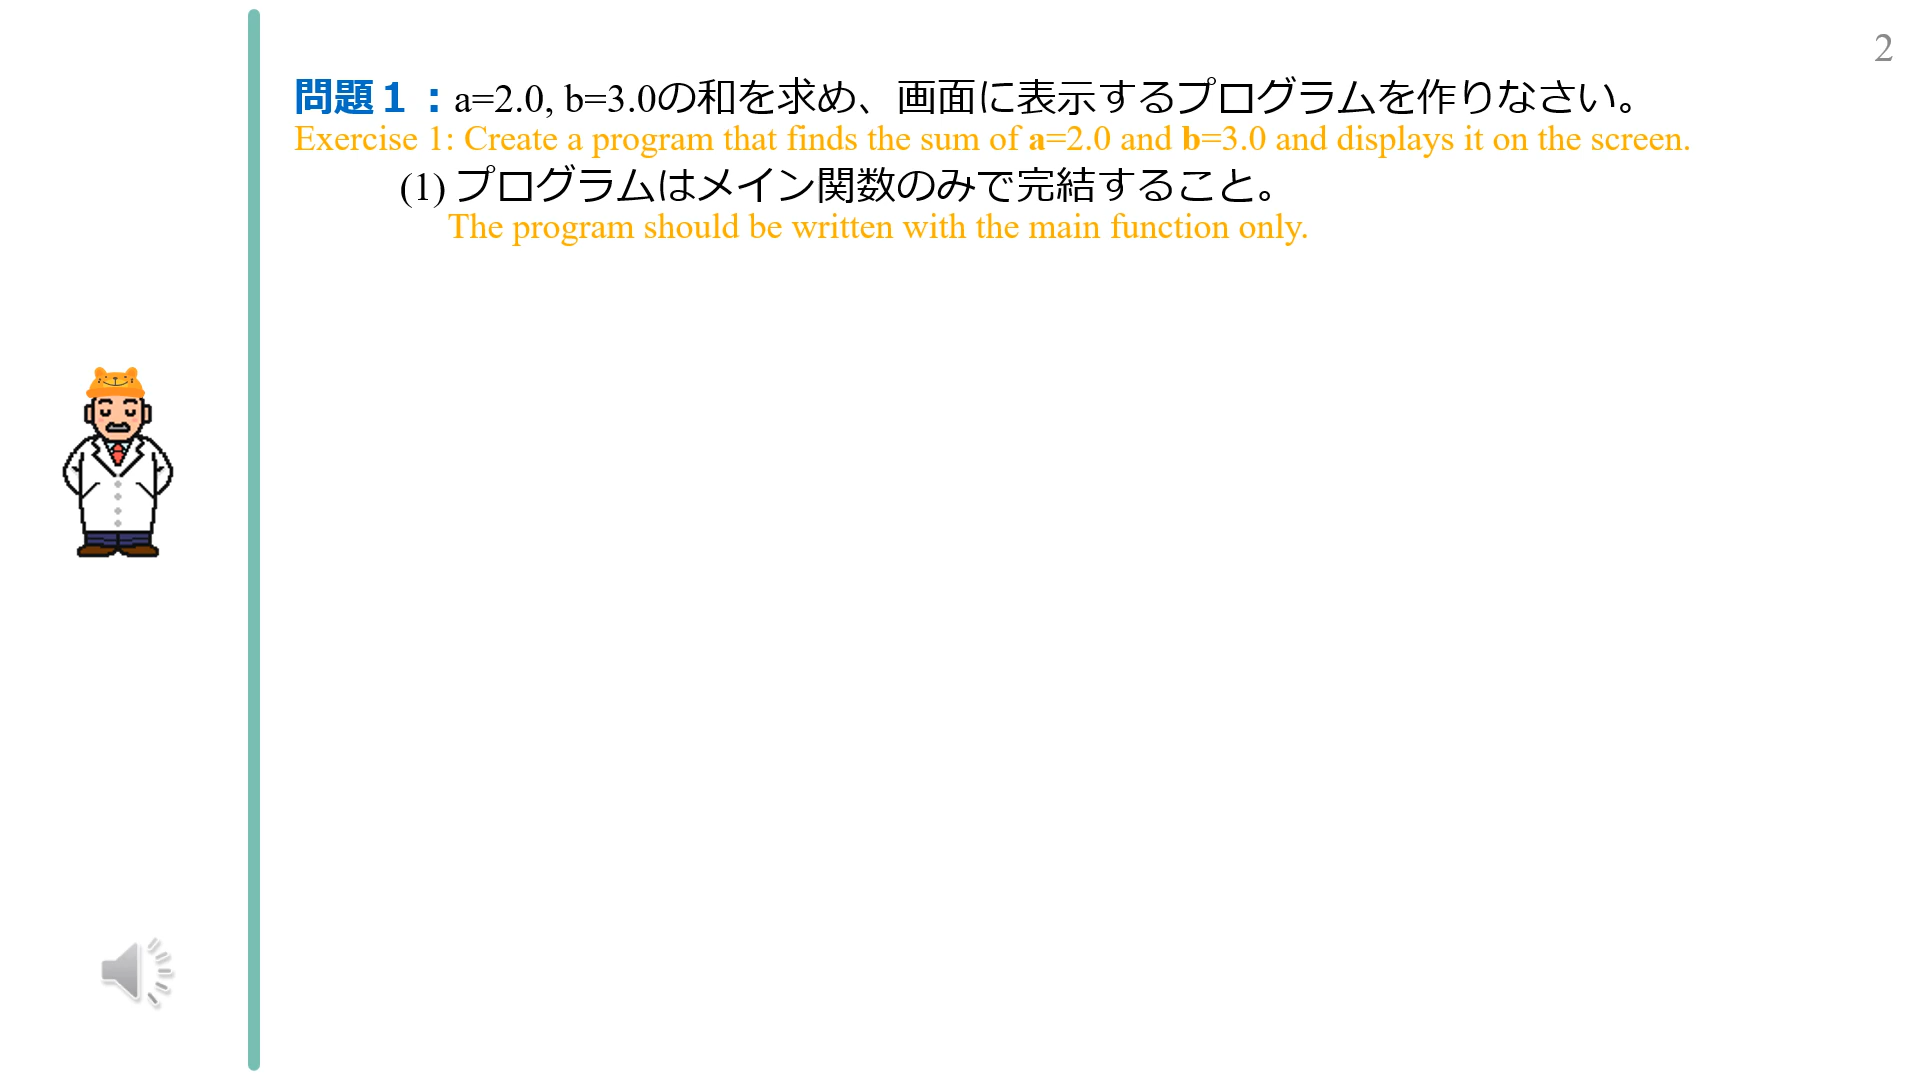 2
問題１：a=2.0, b=3.0の和を求め、画面に表示するプログラムを作りなさい。
Exercise 1: Create a program that finds the sum of a=2.0 and b=3.0 and displays it on the screen.
(1) プログラムはメイン関数のみで完結すること。
The program should be written with the main function only.